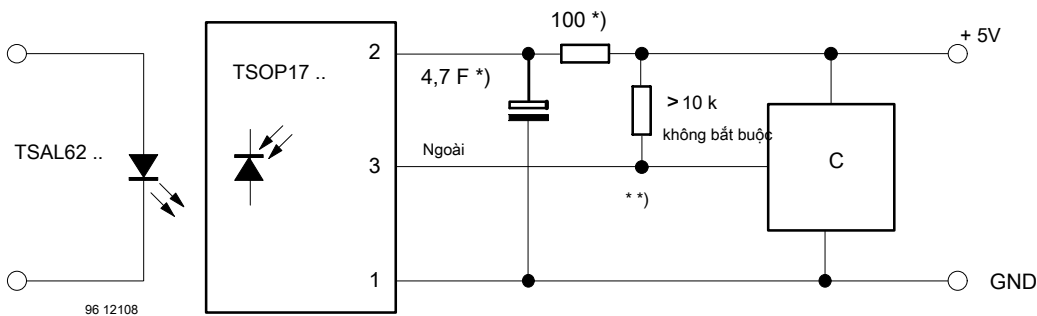 100 *)
+ 5V
2
TSOP17 ..
4,7 F *)
>10 k
không bắt buộc
TSAL62 ..
Ngoài
3
C
* *)
1
GND
96 12108